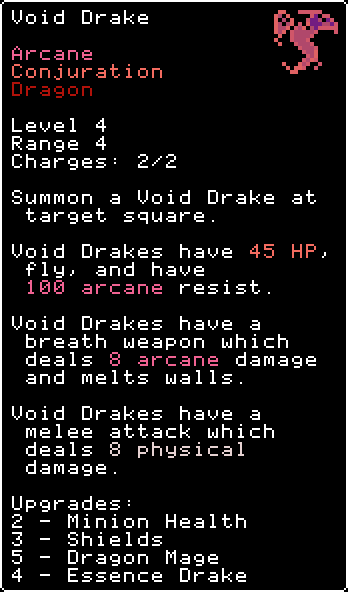 Void Drake
Arcane
Conjuration
Dragon
Level 4
Range 4
Charges: 2/2
Summon a Void Drake at
target square.
Void Drakes have 45 HP,
fly, and have
100 arcane resist.
Void Drakes have a
breath weapon which
deals 8 arcane damage
and melts walls.
Void Drakes have a
melee attack which
deals 8 physical
damage.
Upgrades:
2 - Minion Health
3 - Shields
5 - Dragon Mage
4 - Essence Drake